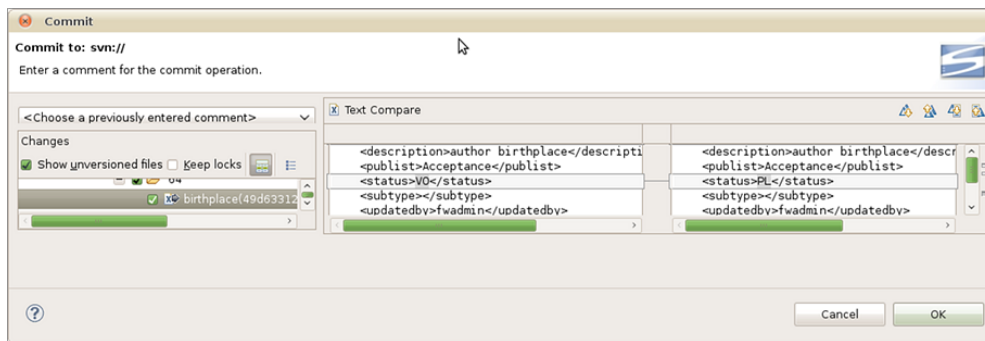 Commit
Commit to: svn://
Enter a comment for the commit operation.
<Choose a previously entered comment>
Text Compare
Changes
Show unversioned files
Keep locks
64
birthplace(49d63312
<description>author birthplace</descripti
<publist>Acceptance</publist>
<status>VO</status>
<subtype></subtype>
<updatedby>fwadmin</updatedby>
<description>author birthplace</descr
<publist>Acceptance</publist>
<status>PL</status>
<subtype></subtype>
<updatedby>fwadmin</updatedby>
Cancel
OK